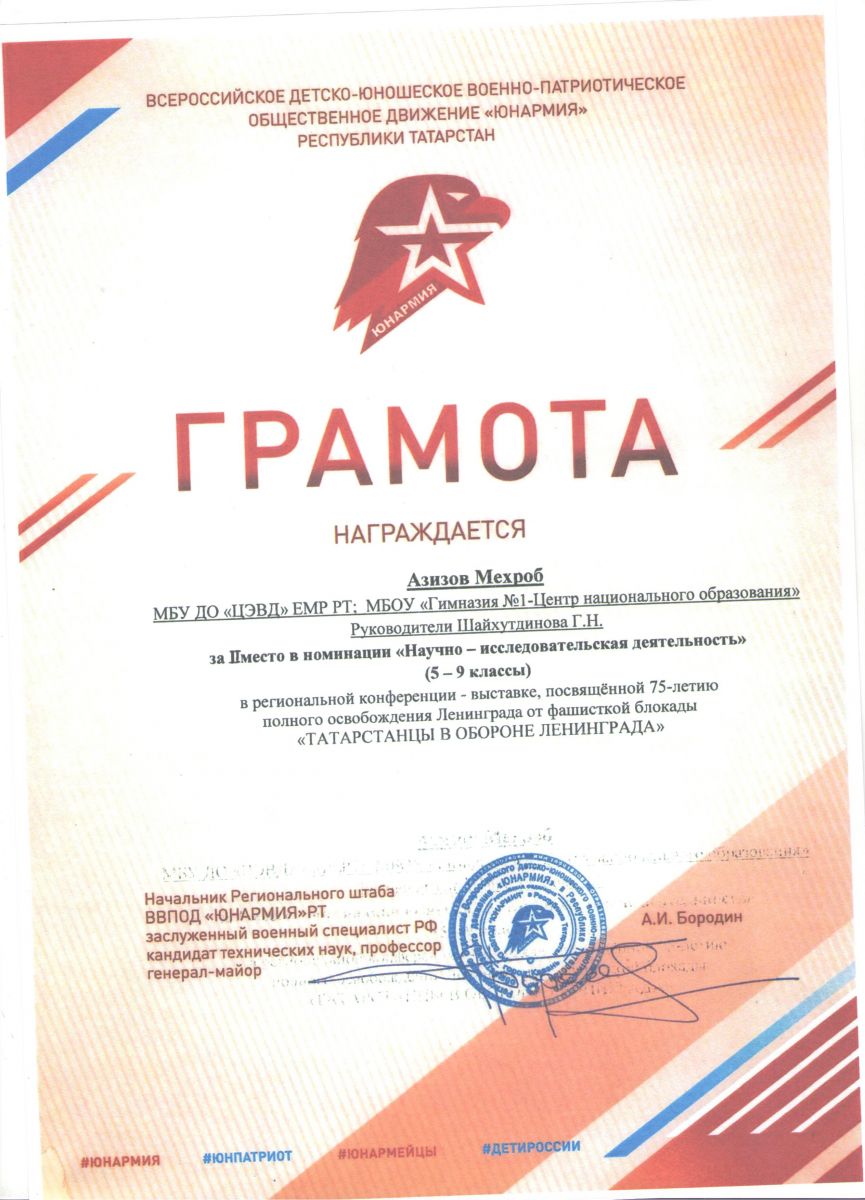 ВСЕРОССИЙСКОЕ ДЕТСКО-ЮНОШЕСКОЕ ВОЕННО-ПАТРИОТИЧЕСКОЕ
ОБЩЕСТВЕННОЕ ДВИЖЕНИЕ «ЮНАРМИЯ»
РЕСПУБЛИКИ ТАТАРСТАН
ЮНАРМИЯ
ГРАМОТА
НАГРАЖДАЕТСЯ
Азизов Мехроб
МБУ ДО «ЦЭВД» ЕМР РТ; МБОУ «Гимназия №1-Центр национального образования»
Руководители Шайхутдинова Г.Н.
за II место в номинации «Научно – исследовательская деятельность»
(5 – 9 классы)
в региональной конференции - выставке, посвящённой 75-летию
полного освобождения Ленинграда от фашисткой блокады
«ТАТАРСТАНЦЫ В ОБОРОНЕ ЛЕНИНГРАДА»
Начальник Регионального штаба
ВВПОД «ЮНАРМИЯ»РТ
заслуженный военный специалист РФ
кандидат технических наук, профессор
генерал-майор
А.И. Бородин
#ЮНАРМИЯ #ЮНПАТРИОТ #ЮНАРМЕЙЦЫ #ДЕТИРОССИИ